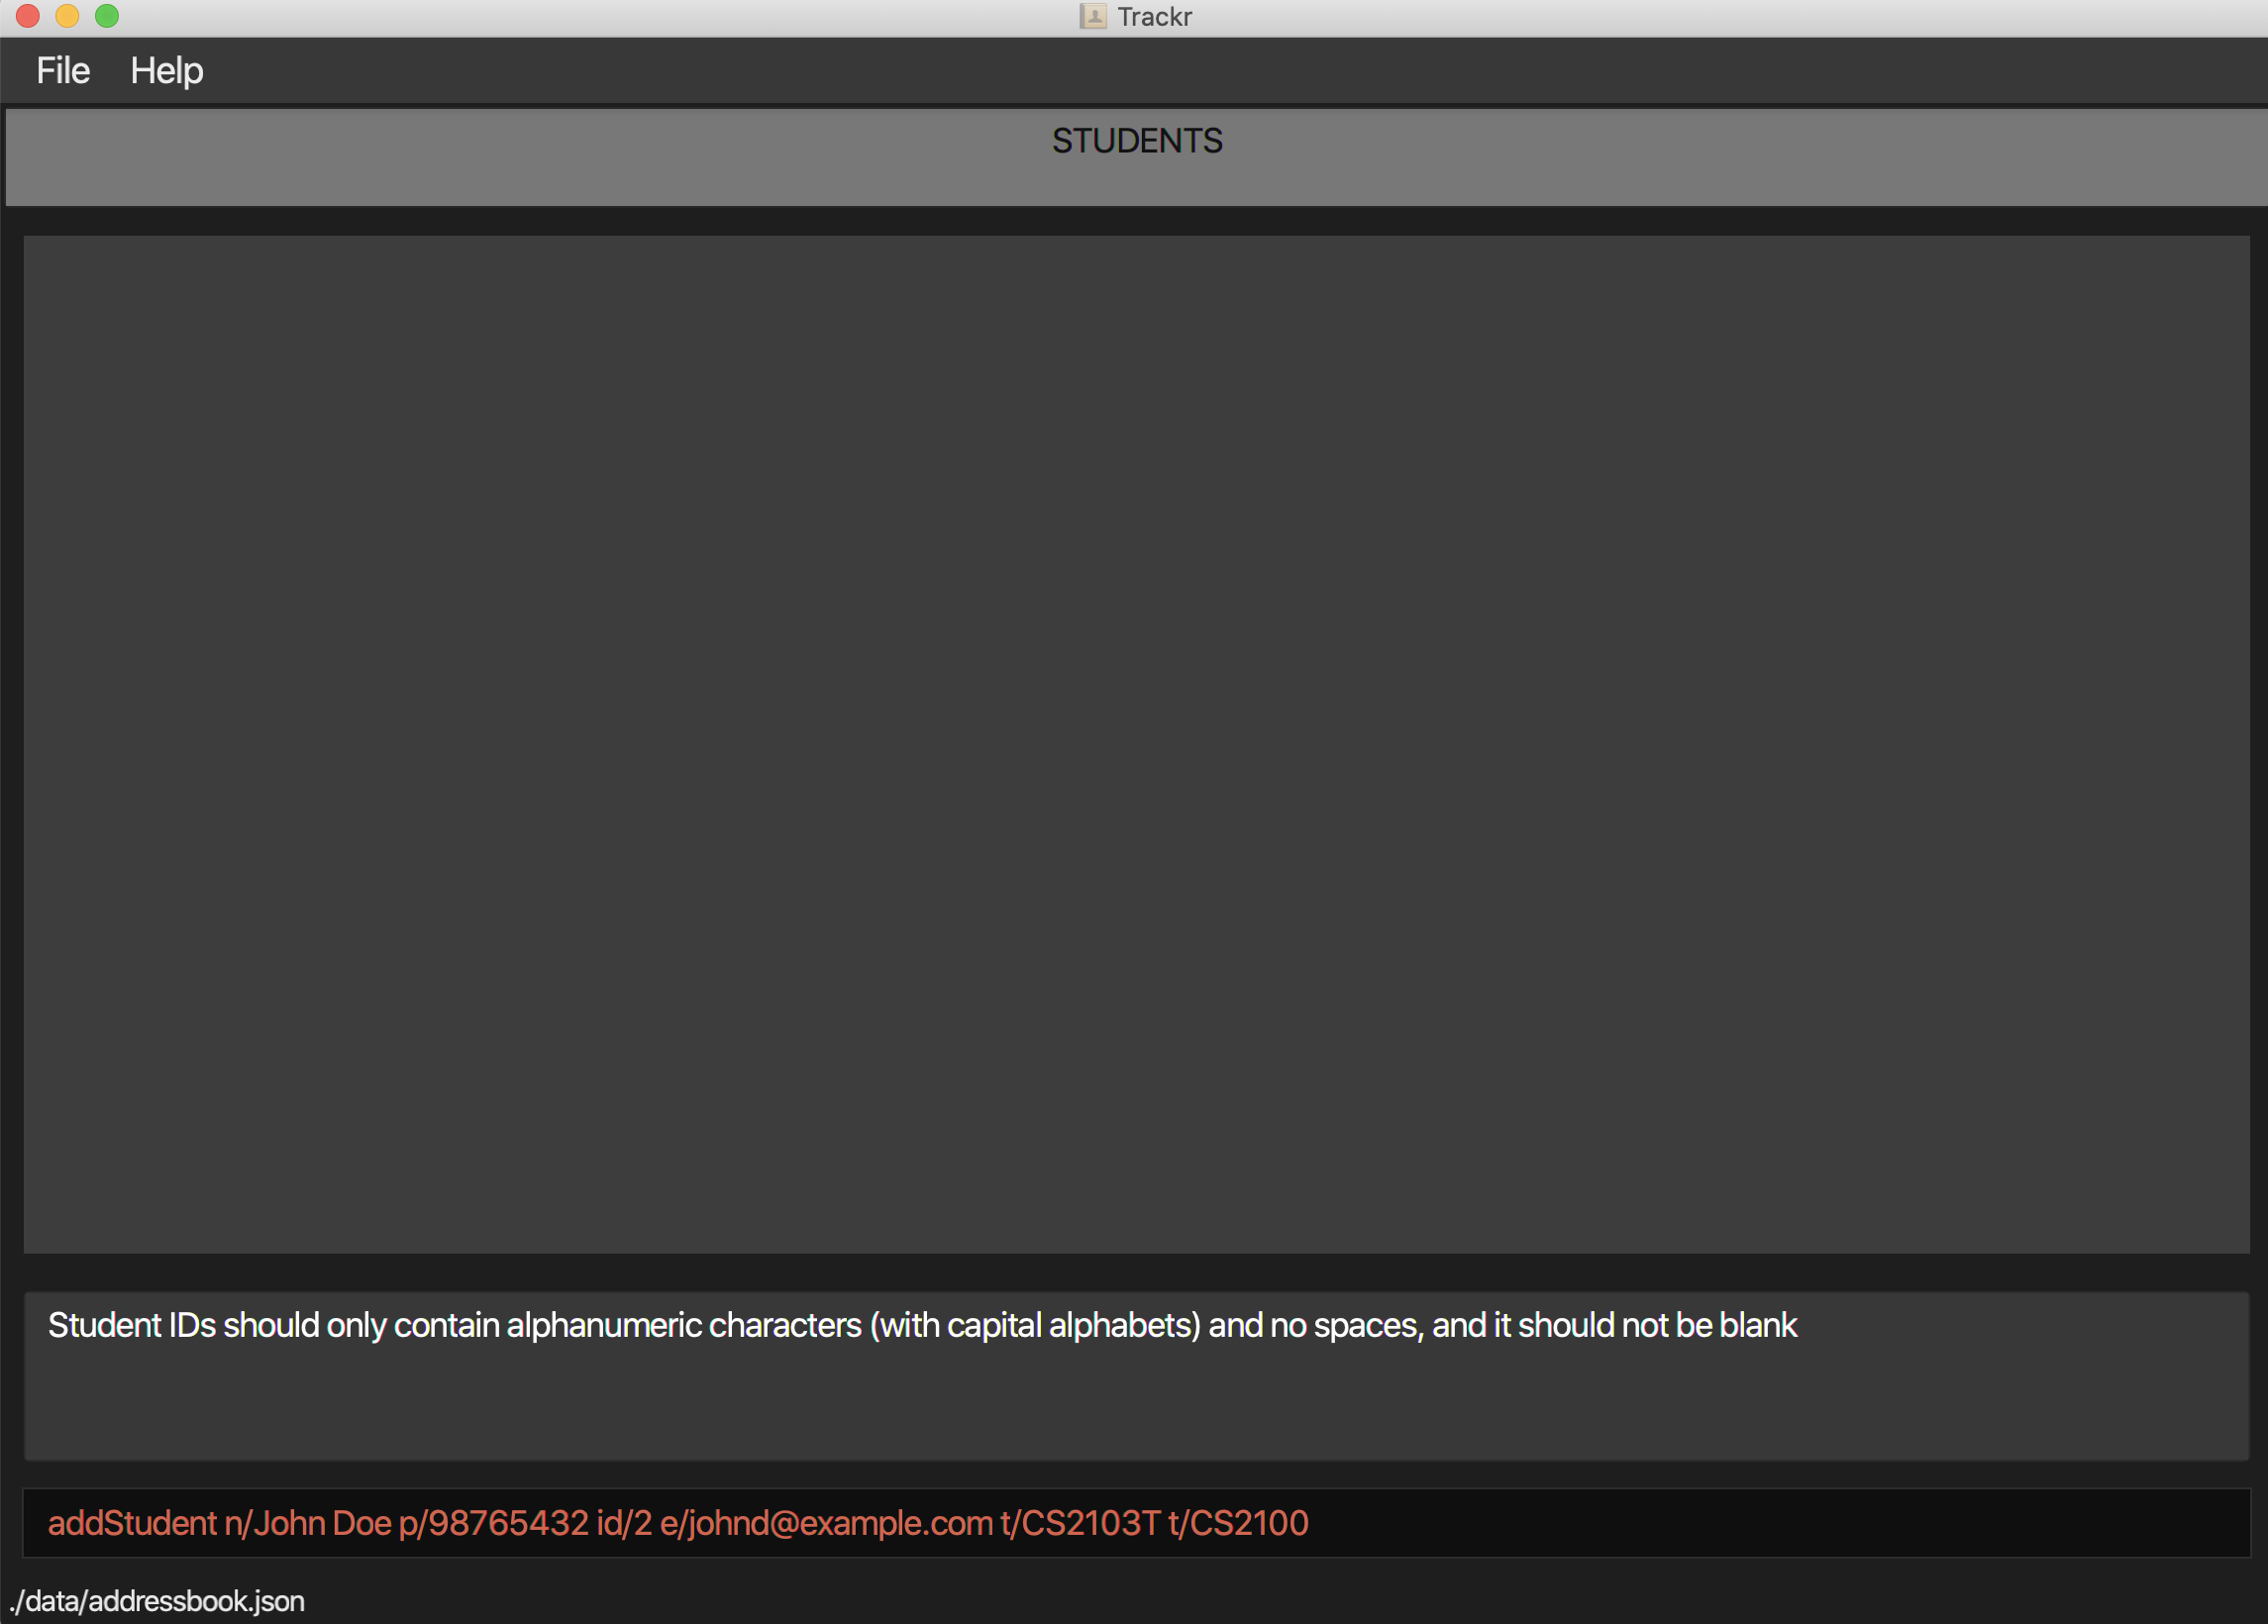 Trackr
File Help
STUDENTS
Student IDs should only contain alphanumeric characters (with capital alphabets) and no spaces, and it should not be blank
addStudent n/John Doe p/98765432 id/2 e/johnd@example.com t/CS2103T t/CS2100
./data/addressbook.json